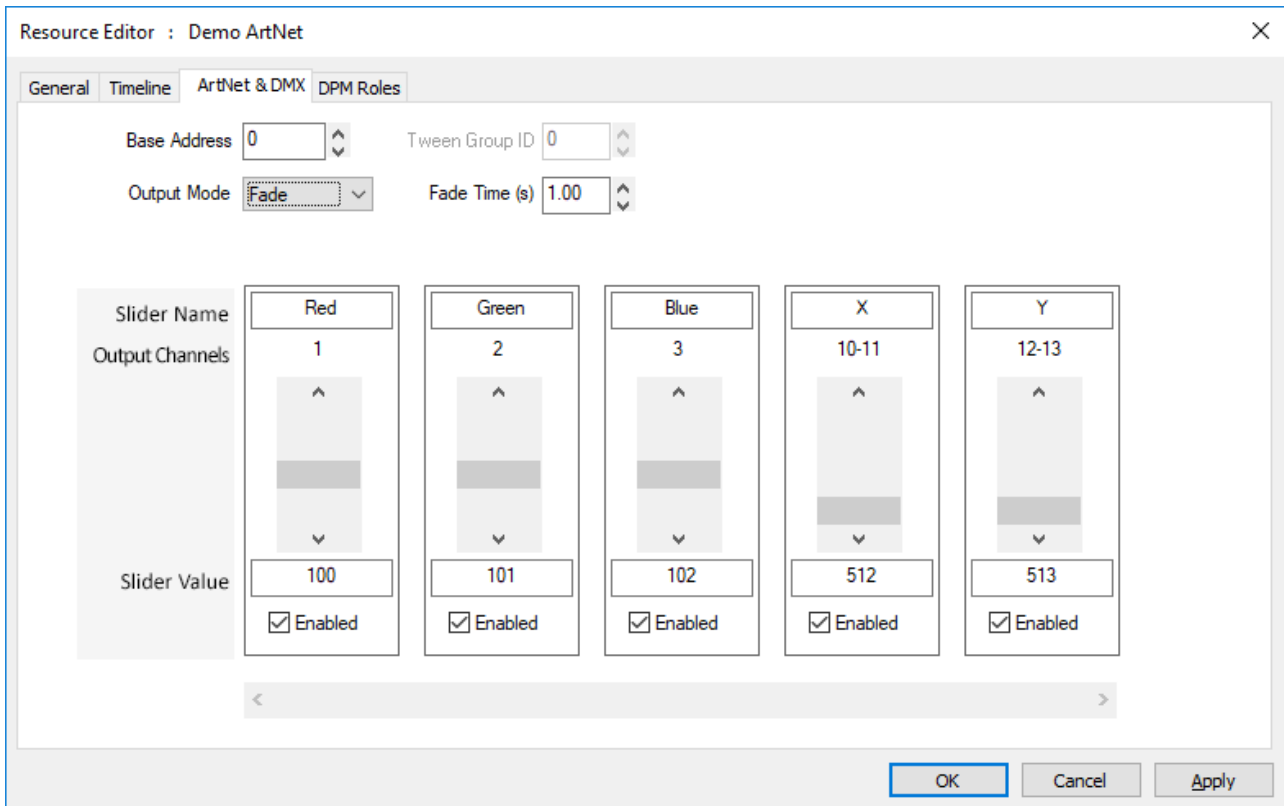 Resource Editor : Demo ArtNet
General Timeline ArtNet & DMX DPM Roles
Base Address 0 Tween Group ID 0
Output Mode Fade Fade Time (s) 1.00
Slider Name Red Green Blue X Y
Output Channels 1 2 3 10-11 12-13
Slider Value 100 101 102 512 513
Enabled Enabled Enabled Enabled Enabled
OK Cancel Apply